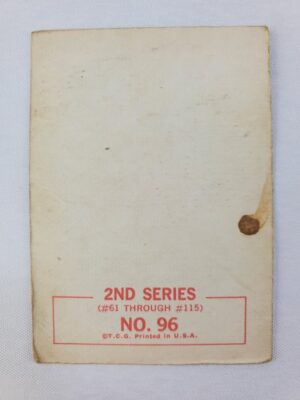 2ND SERIES
(#61 THROUGH #115)
NO. 96
©T.C.G. Printed in U.S.A.